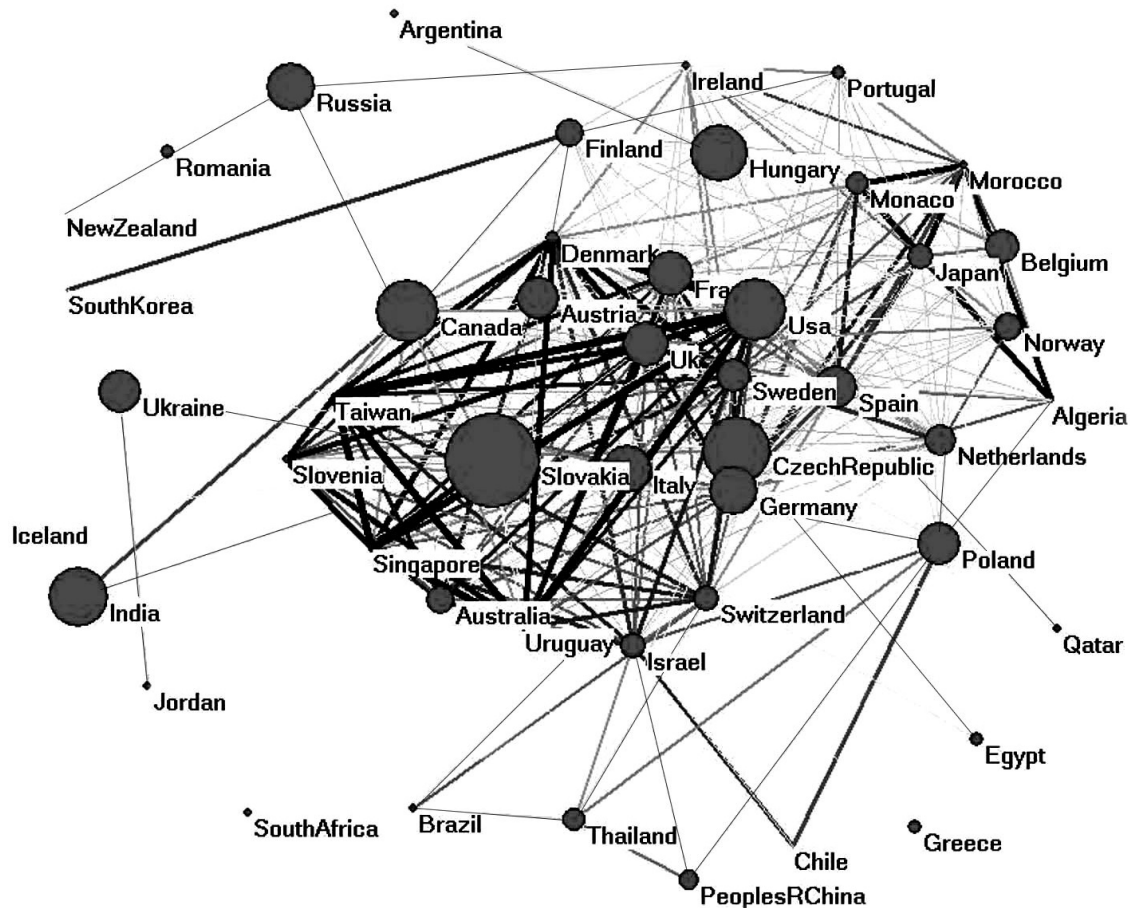 Argentina
Ireland
Portugal
Russia
Finland
Hungary
Romania
Morocco
Monaco
NewZealand
Denmark
Japan
Belgium
Fra
SouthKorea
Austria
Canada
Usa
Norway
Uk
Sweden
Spain
Ukraine
Taiwan
Algeria
Netherlands
Slovenia
Slovakia
Italy
CzechRepublic
Germany
Iceland
Singapore
Poland
India
Australia
Switzerland
Uruguay
Israel
Qatar
Jordan
Egypt
SouthAfrica
Brazil
Thailand
Greece
Chile
PeoplesRChina